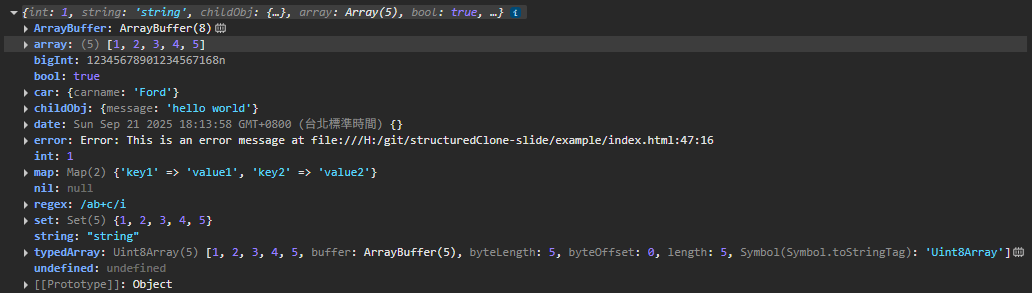 {int: 1, string: 'string', childObj: {…}, array: Array(5), bool: true, …} i
ArrayBuffer: ArrayBuffer(8)
array: (5) [1, 2, 3, 4, 5]
bigInt: 12345678901234567168n
bool: true
car: {carname: 'Ford'}
childObj: {message: 'hello world'}
date: Sun Sep 21 2025 18:13:58 GMT+0800 (台北標準時間) {}
error: Error: This is an error message at file:///H:/git/structuredClone-slide/example/index.html:47:16
int: 1
map: Map(2) {'key1' => 'value1', 'key2' => 'value2'}
nil: null
regex: /ab+c/i
set: Set(5) {1, 2, 3, 4, 5}
string: "string"
typedArray: Uint8Array(5) [1, 2, 3, 4, 5, buffer: ArrayBuffer(5), byteLength: 5, byteOffset: 0, length: 5, Symbol(Symbol.toStringTag): 'Uint8Array']
undefined: undefined
[[Prototype]]: Object